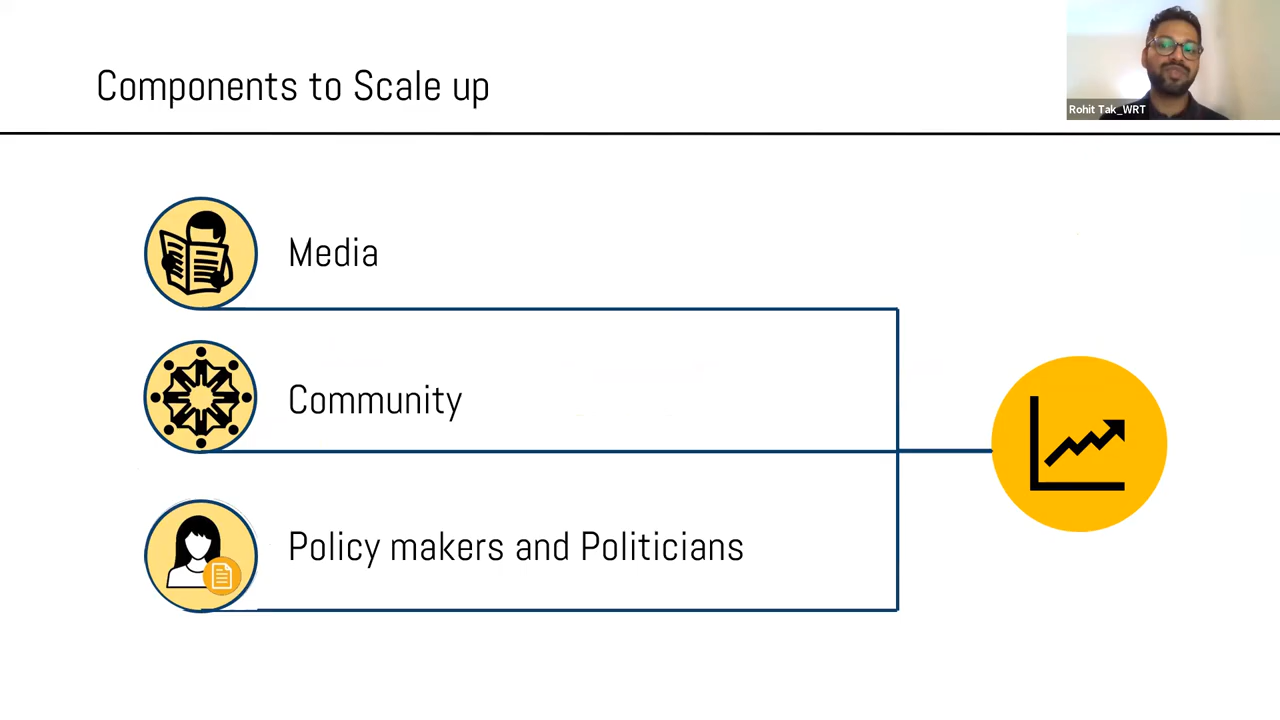 Components to Scale up
Rohit Tak_WRT
Media
Community
Policy makers and Politicians